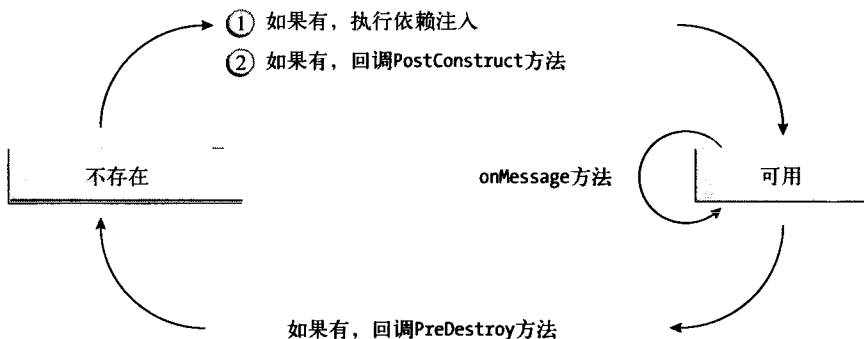 ① 如果有，执行依赖注入
② 如果有，回调PostConstruct方法
不存在
onMessage方法
可用
如果有，回调PreDestroy方法